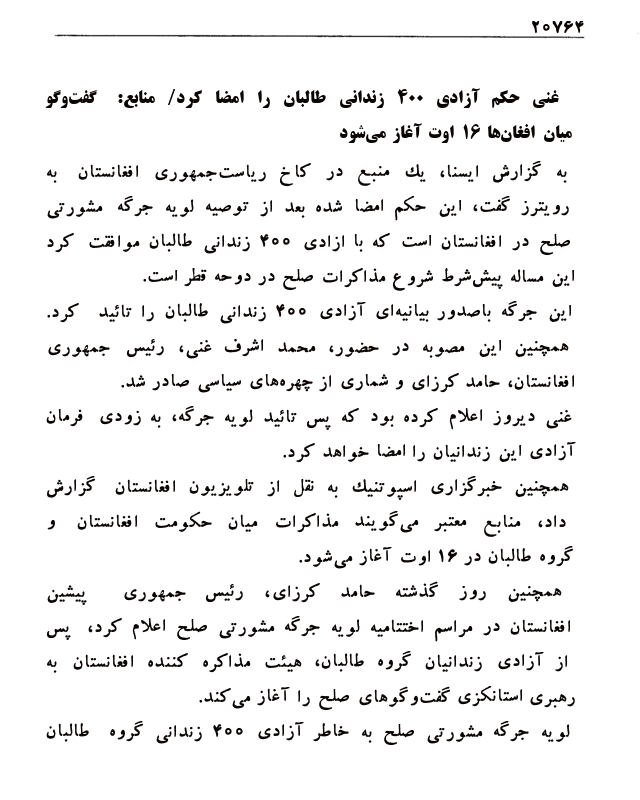 ۲۰۷۶۴
غنی حکم آزادی ۴۰۰ زندانی طالبان را امضا کرد/ منابع: گفت‌وگو
میان افغان‌ها ۱۶ اوت آغاز می‌شود
به گزارش ایسنا، یك منبع در کاخ ریاست‌جمهوری افغانستان به
رویترز گفت، این حکم امضا شده بعد از توصیه لویه جرگه مشورتی
صلح در افغانستان است که با ازادی ۴۰۰ زندانی طالبان موافقت کرد
این مساله پیش‌شرط شروع مذاکرات صلح در دوحه قطر است.
این جرگه باصدور بیانیه‌ای آزادی ۴۰۰ زندانی طالبان را تائید کرد.
همچنین این مصوبه در حضور، محمد اشرف غنی، رئیس جمهوری
افغانستان، حامد کرزای و شماری از چهره‌های سیاسی صادر شد.
غنی دیروز اعلام کرده بود که پس تائید لویه جرگه، به زودی فرمان
آزادی این زندانیان را امضا خواهد کرد.
همچنین خبرگزاری اسپوتنیك به نقل از تلویزیون افغانستان گزارش
داد، منابع معتبر می‌گویند مذاکرات میان حکومت افغانستان و
گروه طالبان در ۱۶ اوت آغاز می‌شود.
همچنین روز گذشته حامد کرزای، رئیس جمهوری پیشین
افغانستان در مراسم اختتامیه لویه جرگه مشورتی صلح اعلام کرد، پس
از آزادی زندانیان گروه طالبان، هیئت مذاکره کننده افغانستان به
رهبری استانکزی گفت‌وگوهای صلح را آغاز می‌کند.
لویه جرگه مشورتی صلح به خاطر آزادی ۴۰۰ زندانی گروه طالبان